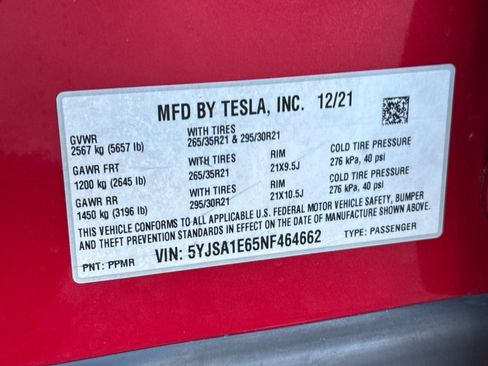 MFD BY TESLA, INC. 12/21
GVWR WITH TIRES
2567 kg (5657 lb) 265/35R21 & 295/30R21 COLD TIRE PRESSURE
GAWR FRT WITH TIRES RIM 276 kPa, 40 psi
1200 kg (2645 lb) 265/35R21 21X9.5J
GAWR RR WITH TIRES RIM COLD TIRE PRESSURE
1450 kg (3196 lb) 295/30R21 21X10.5J 276 kPa, 40 psi
THIS VEHICLE CONFORMS TO ALL APPLICABLE U.S. FEDERAL MOTOR VEHICLE SAFETY, BUMPER
AND THEFT PREVENTION STANDARDS IN EFFECT ON THE DATE OF MANUFACTURE SHOWN ABOVE.
VIN: 5YJSA1E65NF464662
PNT: PPMR TYPE: PASSENGER